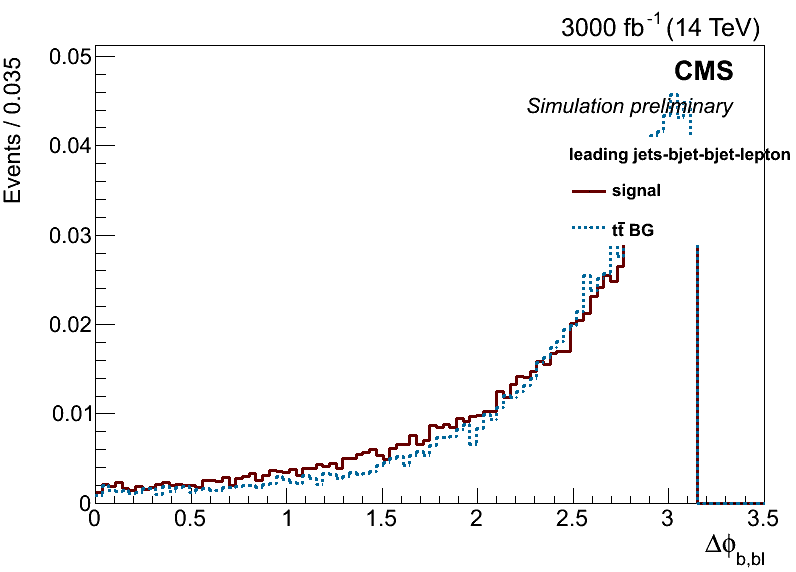 3000 fb⁻¹ (14 TeV)
CMS
Simulation preliminary
leading jets-bjet-bjet-lepton
signal
tt̄ BG
Events / 0.035
0.05
0.04
0.03
0.02
0.01
0
0 0.5 1 1.5 2 2.5 3 3.5
Δϕb,bl